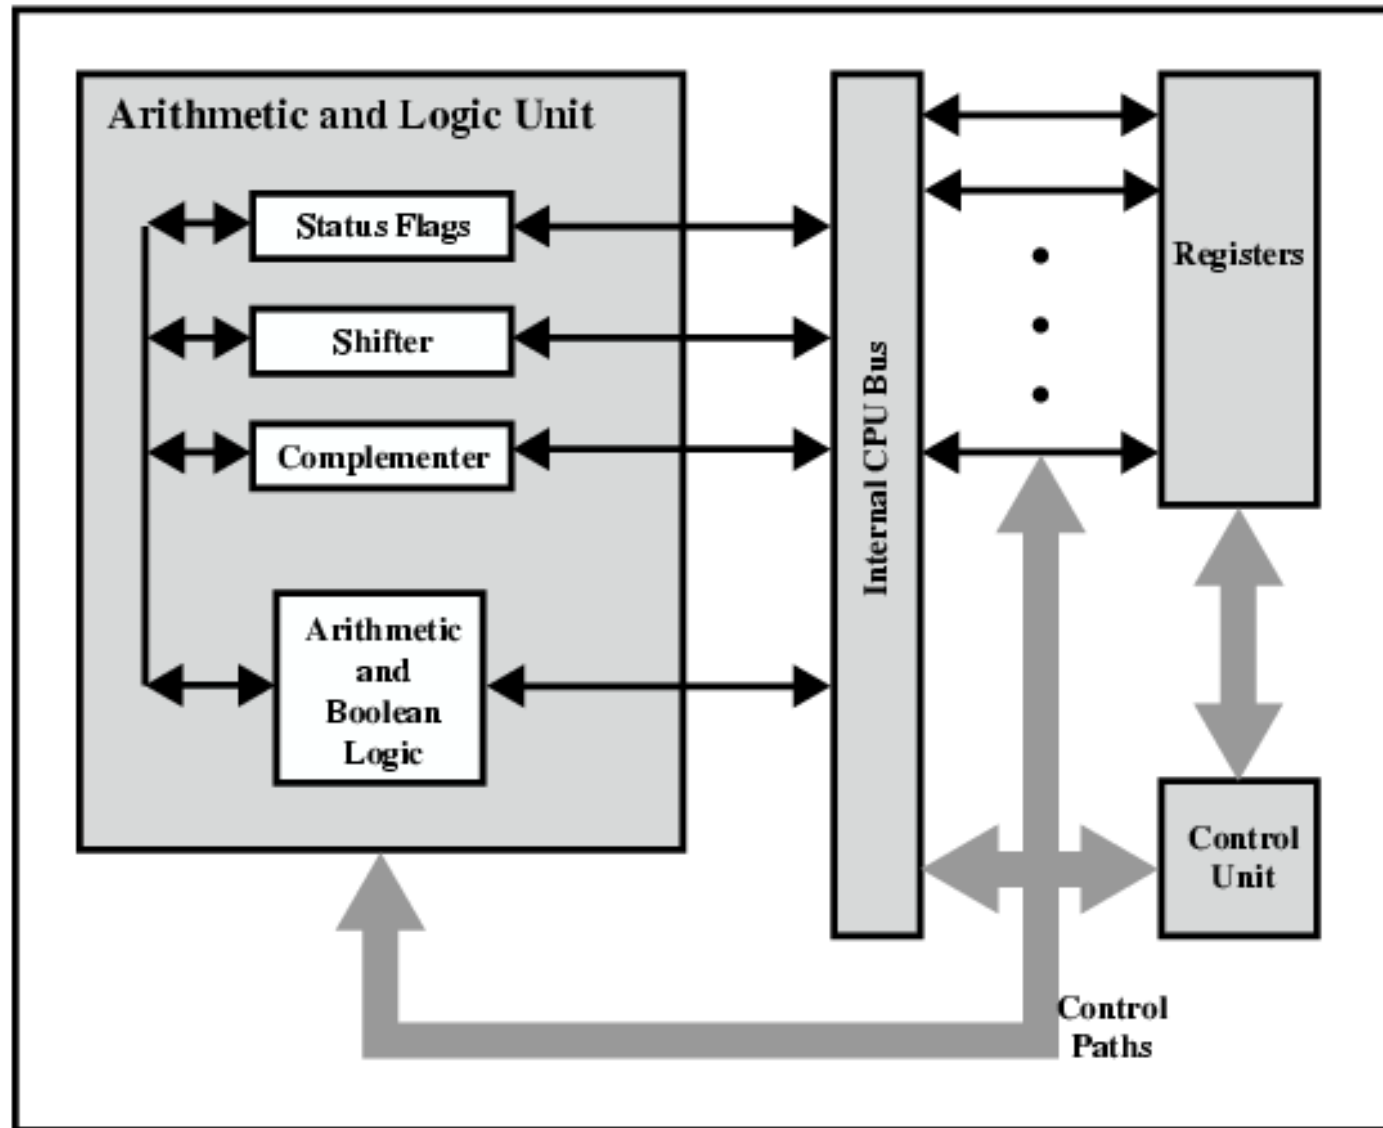 Arithmetic and Logic Unit
Status Flags
Shifter
Complementer
Arithmetic
and
Boolean
Logic
Internal CPU Bus
Registers
Control
Unit
Control
Paths